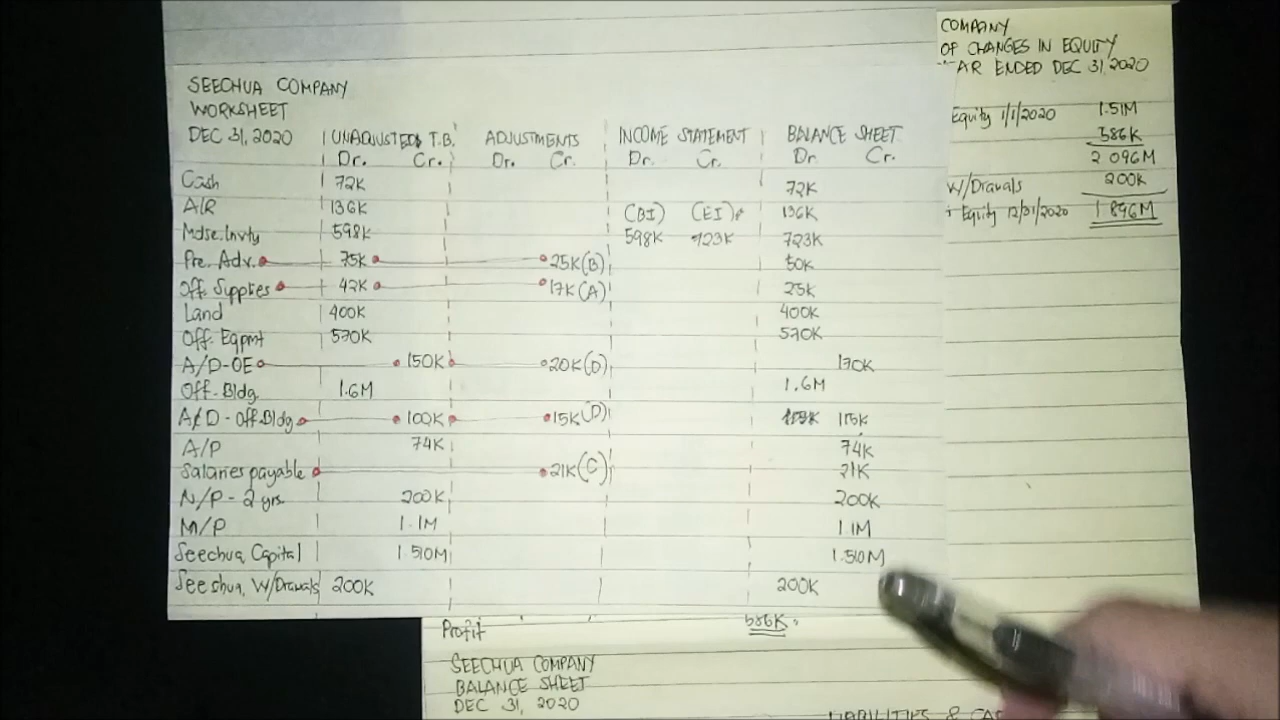 SEECHUA COMPANY
WORKSHEET
DEC 31, 2020 UNADJUSTED T.B. ADJUSTMENTS INCOME STATEMENT BALANCE SHEET
Dr. Cr. Dr. Cr. Dr. Cr. Dr. Cr.
Cash 72K 72K
A/R 136K (BI) (EI) 136K
Mdse. Invty 598K 598K 723K 723K
Pre. Adv. 75K 25K (B) 50K
Off. Supplies 42K 17K (A) 25K
Land 400K 400K
Off. Eqpmt 570K 570K
A/D-OE 150K 20K (D) 170K
Off. Bldg 1.6M 1.6M
A/D - Off.Bldg 100K 15K (D) 115K
A/P 74K 74K
Salaries payable 21K (C) 21K
N/P - 2 yrs. 200K 200K
M/P 1.1M 1.1M
Seechua, Capital 1.510M 1.510M
Seechua, W/Drawals 200K 200K
COMPANY
OF CHANGES IN EQUITY
YEAR ENDED DEC 31, 2020
Equity 1/1/2020 1.51M
586K
2 096M
W/Drawals 200K
Equity 12/31/2020 1 896M
Profit 586K
SEECHUA COMPANY
BALANCE SHEET
DEC 31, 2020
LIABILITIES &